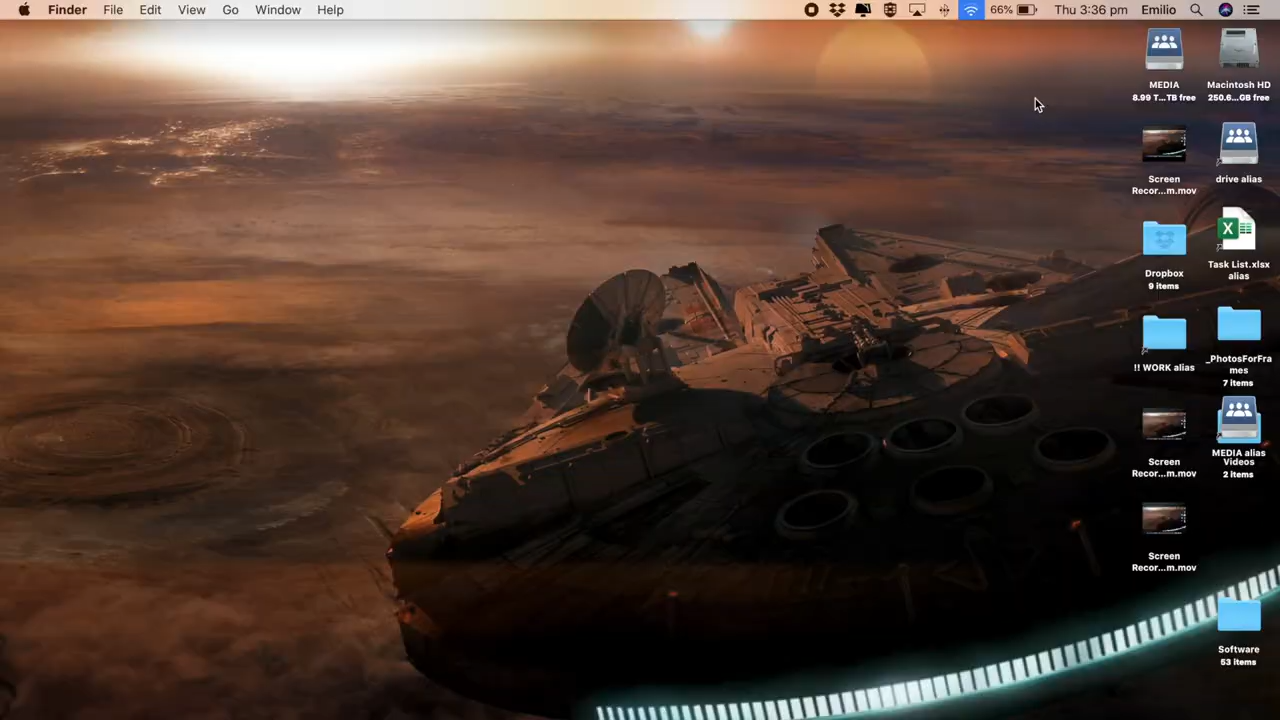 Finder File Edit View Go Window Help 66% Thu 3:36 pm Emilio
MEDIA
8.99 T...TB free
Macintosh HD
250.6...GB free
Screen
Recor...m.mov
drive alias
Dropbox
9 items
Task List.xlsx
alias
!! WORK alias
_PhotosForFra
mes
7 items
Screen
Recor...m.mov
MEDIA alias
Videos
2 items
Screen
Recor...m.mov
Software
53 items